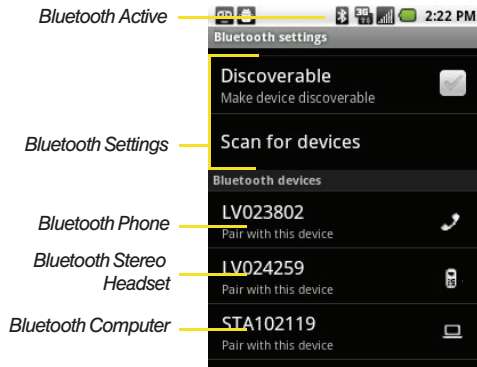 Bluetooth Active
3G
2:22 PM
Bluetooth settings
Discoverable
Make device discoverable
Bluetooth Settings
Scan for devices
Bluetooth devices
Bluetooth Phone
LV023802
Pair with this device
Bluetooth Stereo
Headset
LV024259
Pair with this device
Bluetooth Computer
STA102119
Pair with this device